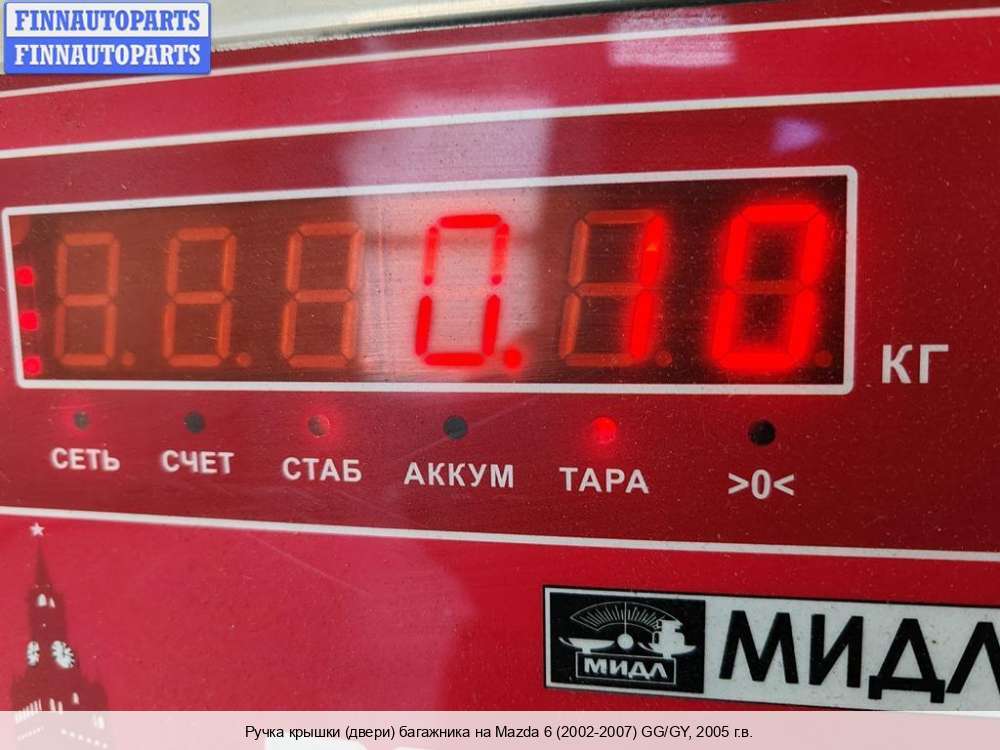 FINNAUTOPARTS
FINNAUTOPARTS
0.10
КГ
СЕТЬ СЧЕТ СТАБ АККУМ ТАРА >0<
МИДЛ МИДЛ
Ручка крышки (двери) багажника на Mazda 6 (2002-2007) GG/GY, 2005 г.в.